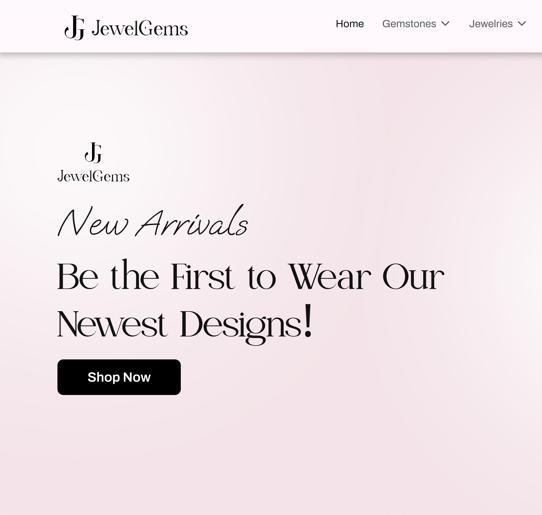 JG JewelGems
Home Gemstones Jewelries
JG
JewelGems
New Arrivals
Be the First to Wear Our
Newest Designs!
Shop Now